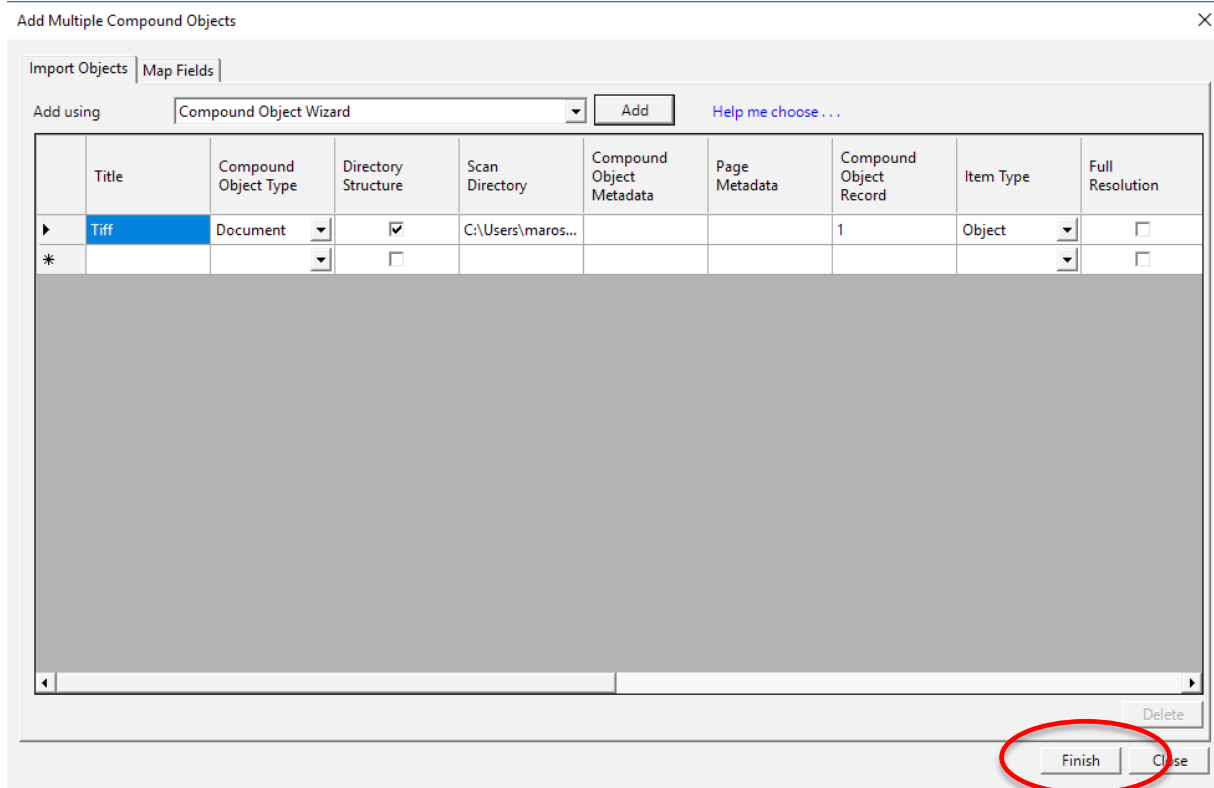 Add Multiple Compound Objects
Import Objects Map Fields
Add using Compound Object Wizard Add Help me choose . . .
Title Compound Object Type Directory Structure Scan Directory Compound Object Metadata Page Metadata Compound Object Record Item Type Full Resolution
Tiff Document C:\Users\maros... 1 Object
Delete
Finish Close